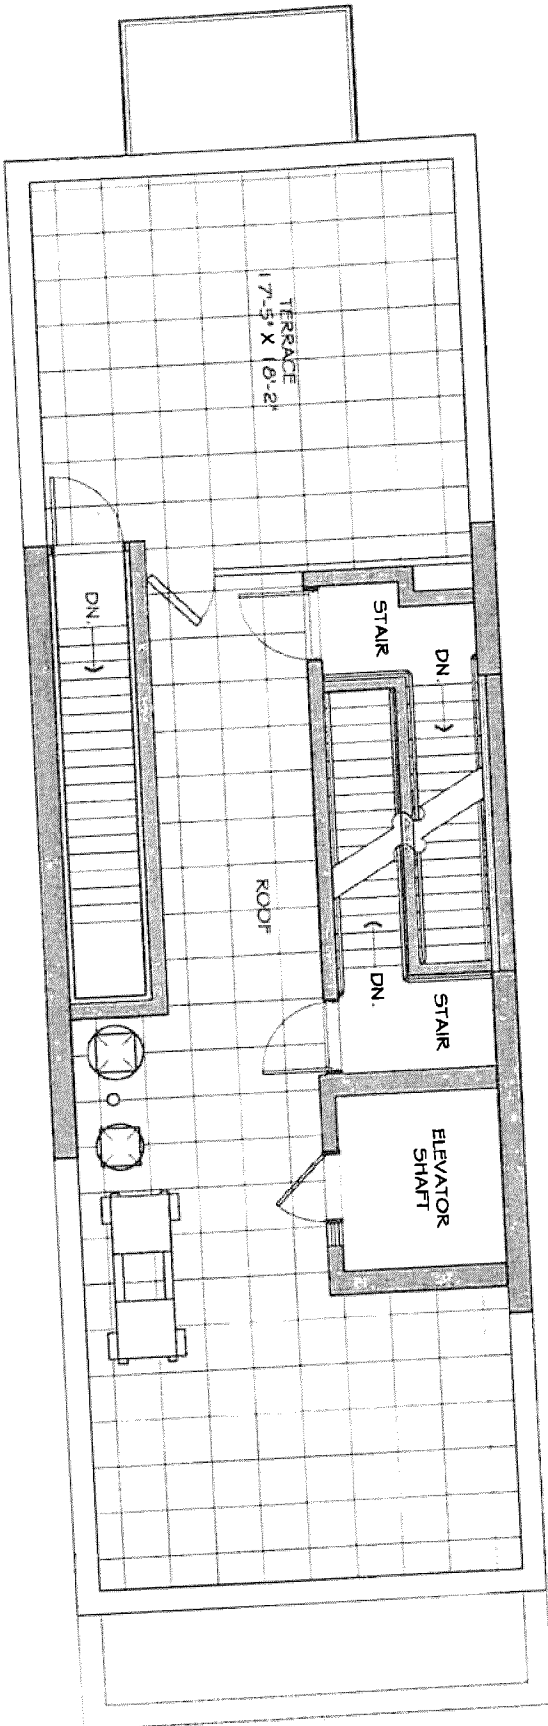 TERRACE
17'-5" X 18'-2"
DN.
STAIR
DN.
ROOF
DN.
STAIR
ELEVATOR
SHAFT